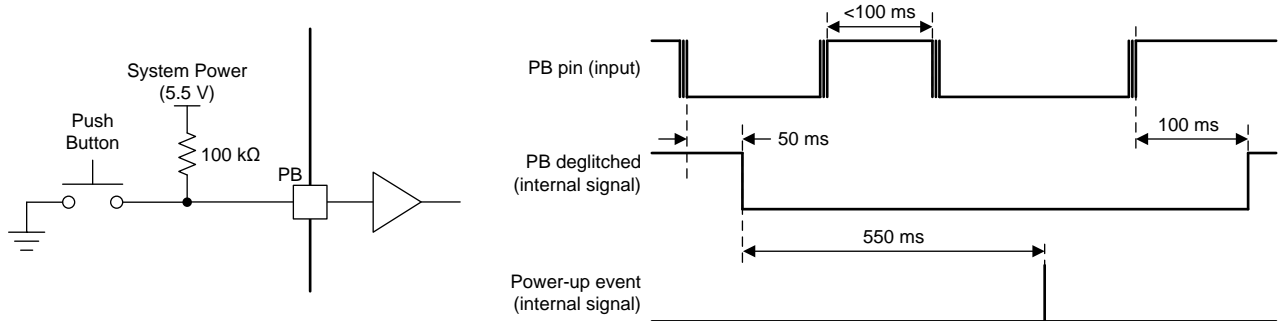 System Power
(5.5 V)
Push
Button
100 kΩ
PB
<100 ms
PB pin (input)
50 ms
100 ms
PB deglitched
(internal signal)
550 ms
Power-up event
(internal signal)